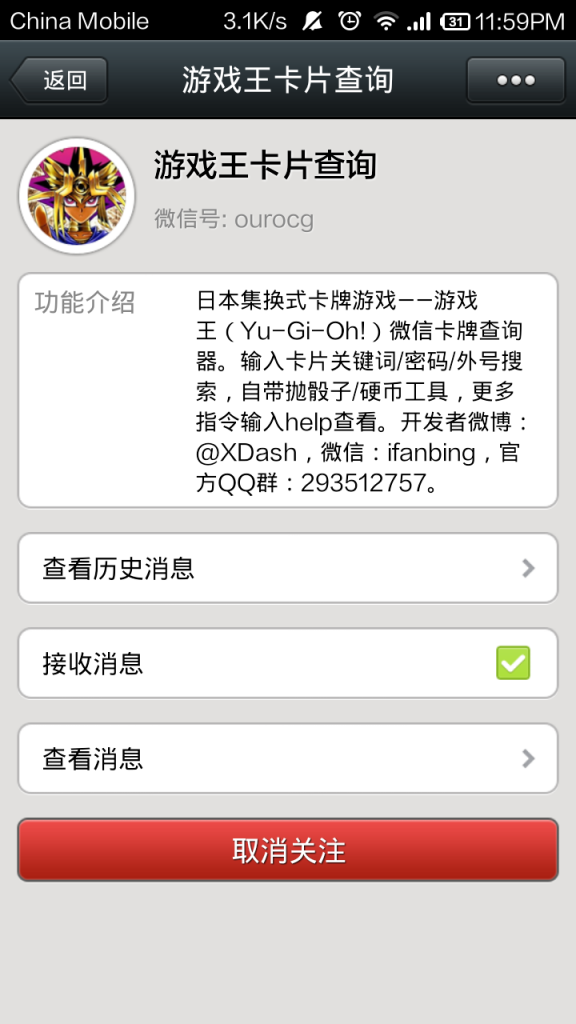 China Mobile 3.1K/s 31 11:59PM
返回 游戏王卡片查询
游戏王卡片查询
微信号: ourocg
功能介绍
日本集换式卡牌游戏——游戏
王（Yu-Gi-Oh!）微信卡牌查询
器。输入卡片关键词/密码/外号搜
索，自带抛骰子/硬币工具，更多
指令输入help查看。开发者微博：
@XDash，微信：ifanbing，官
方QQ群：293512757。
查看历史消息
接收消息
查看消息
取消关注